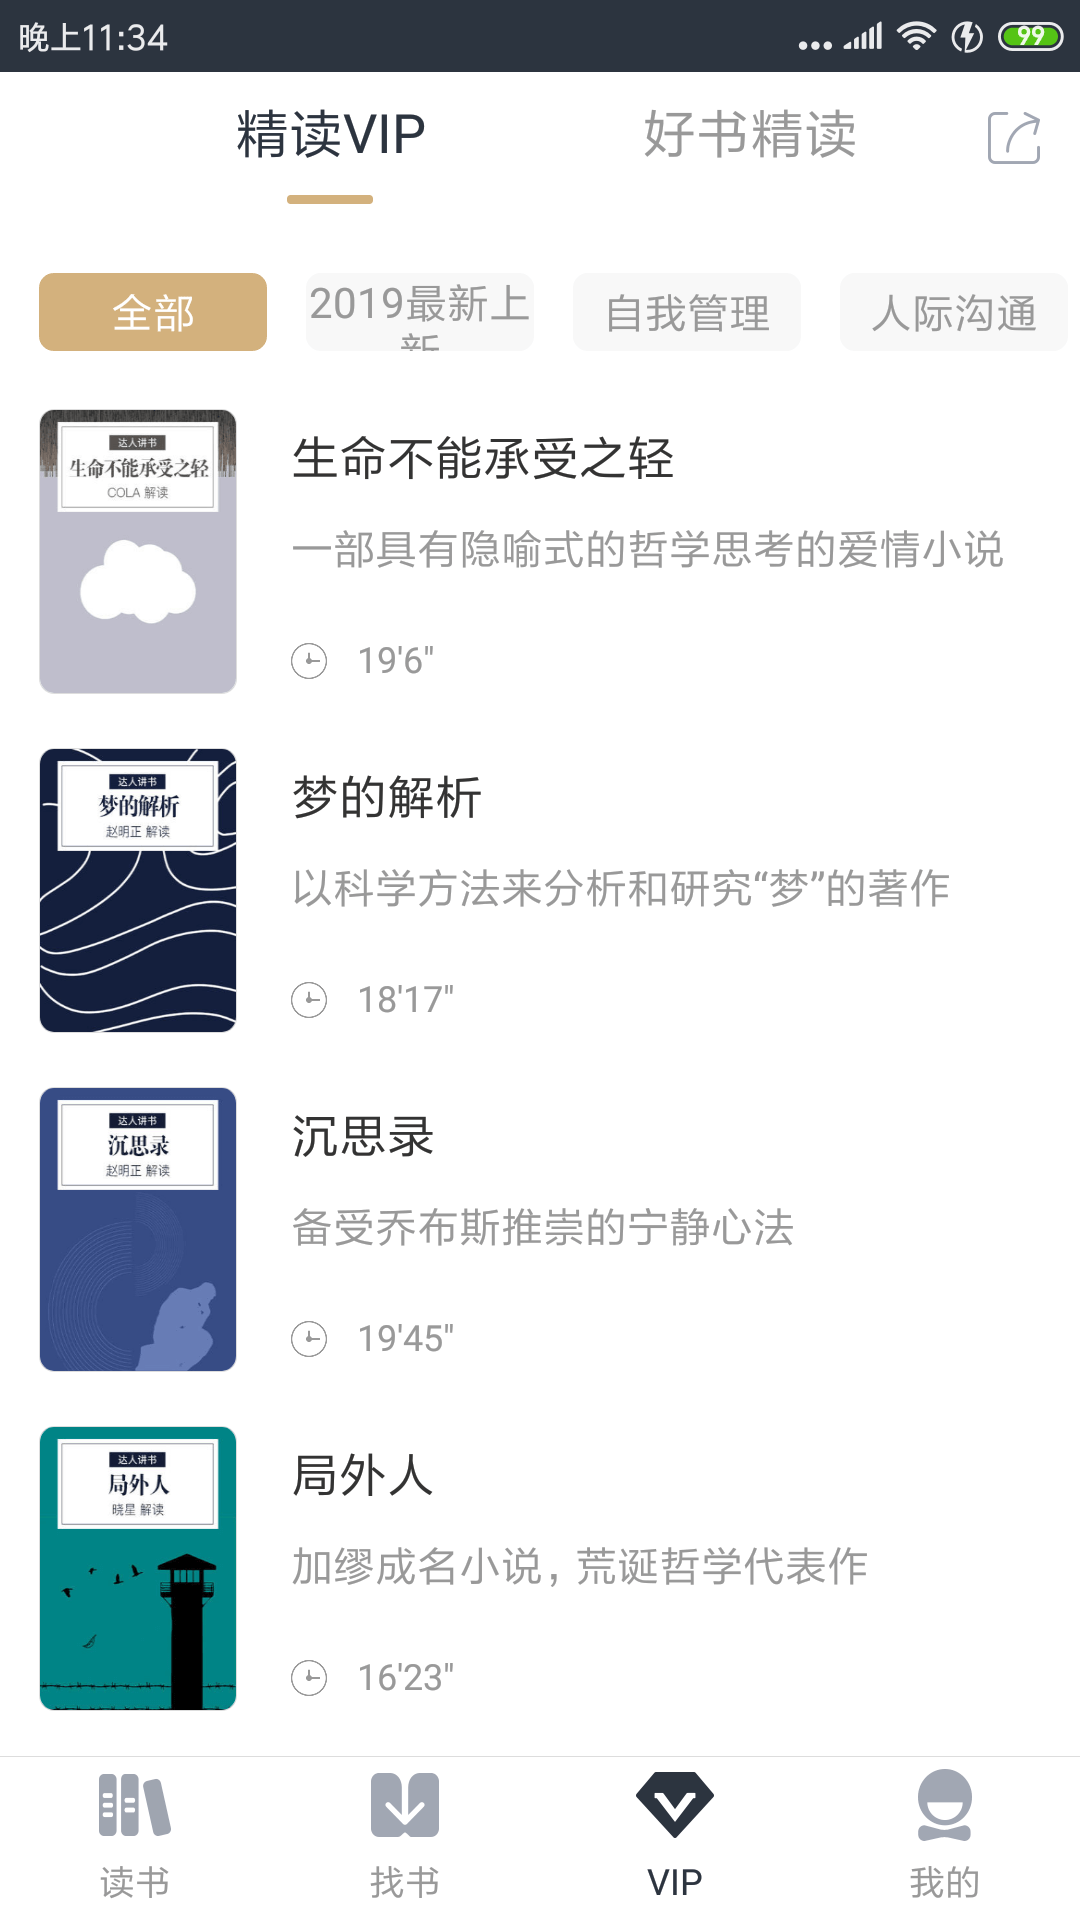 晚上11:34
99
精读VIP
好书精读
全部
2019最新上
新
自我管理
人际沟通
达人讲书
生命不能承受之轻
COLA 解读
生命不能承受之轻
一部具有隐喻式的哲学思考的爱情小说
19'6"
达人讲书
梦的解析
赵明正 解读
梦的解析
以科学方法来分析和研究“梦”的著作
18'17"
达人讲书
沉思录
赵明正 解读
沉思录
备受乔布斯推崇的宁静心法
19'45"
达人讲书
局外人
晓星 解读
局外人
加缪成名小说，荒诞哲学代表作
16'23"
读书
找书
VIP
我的